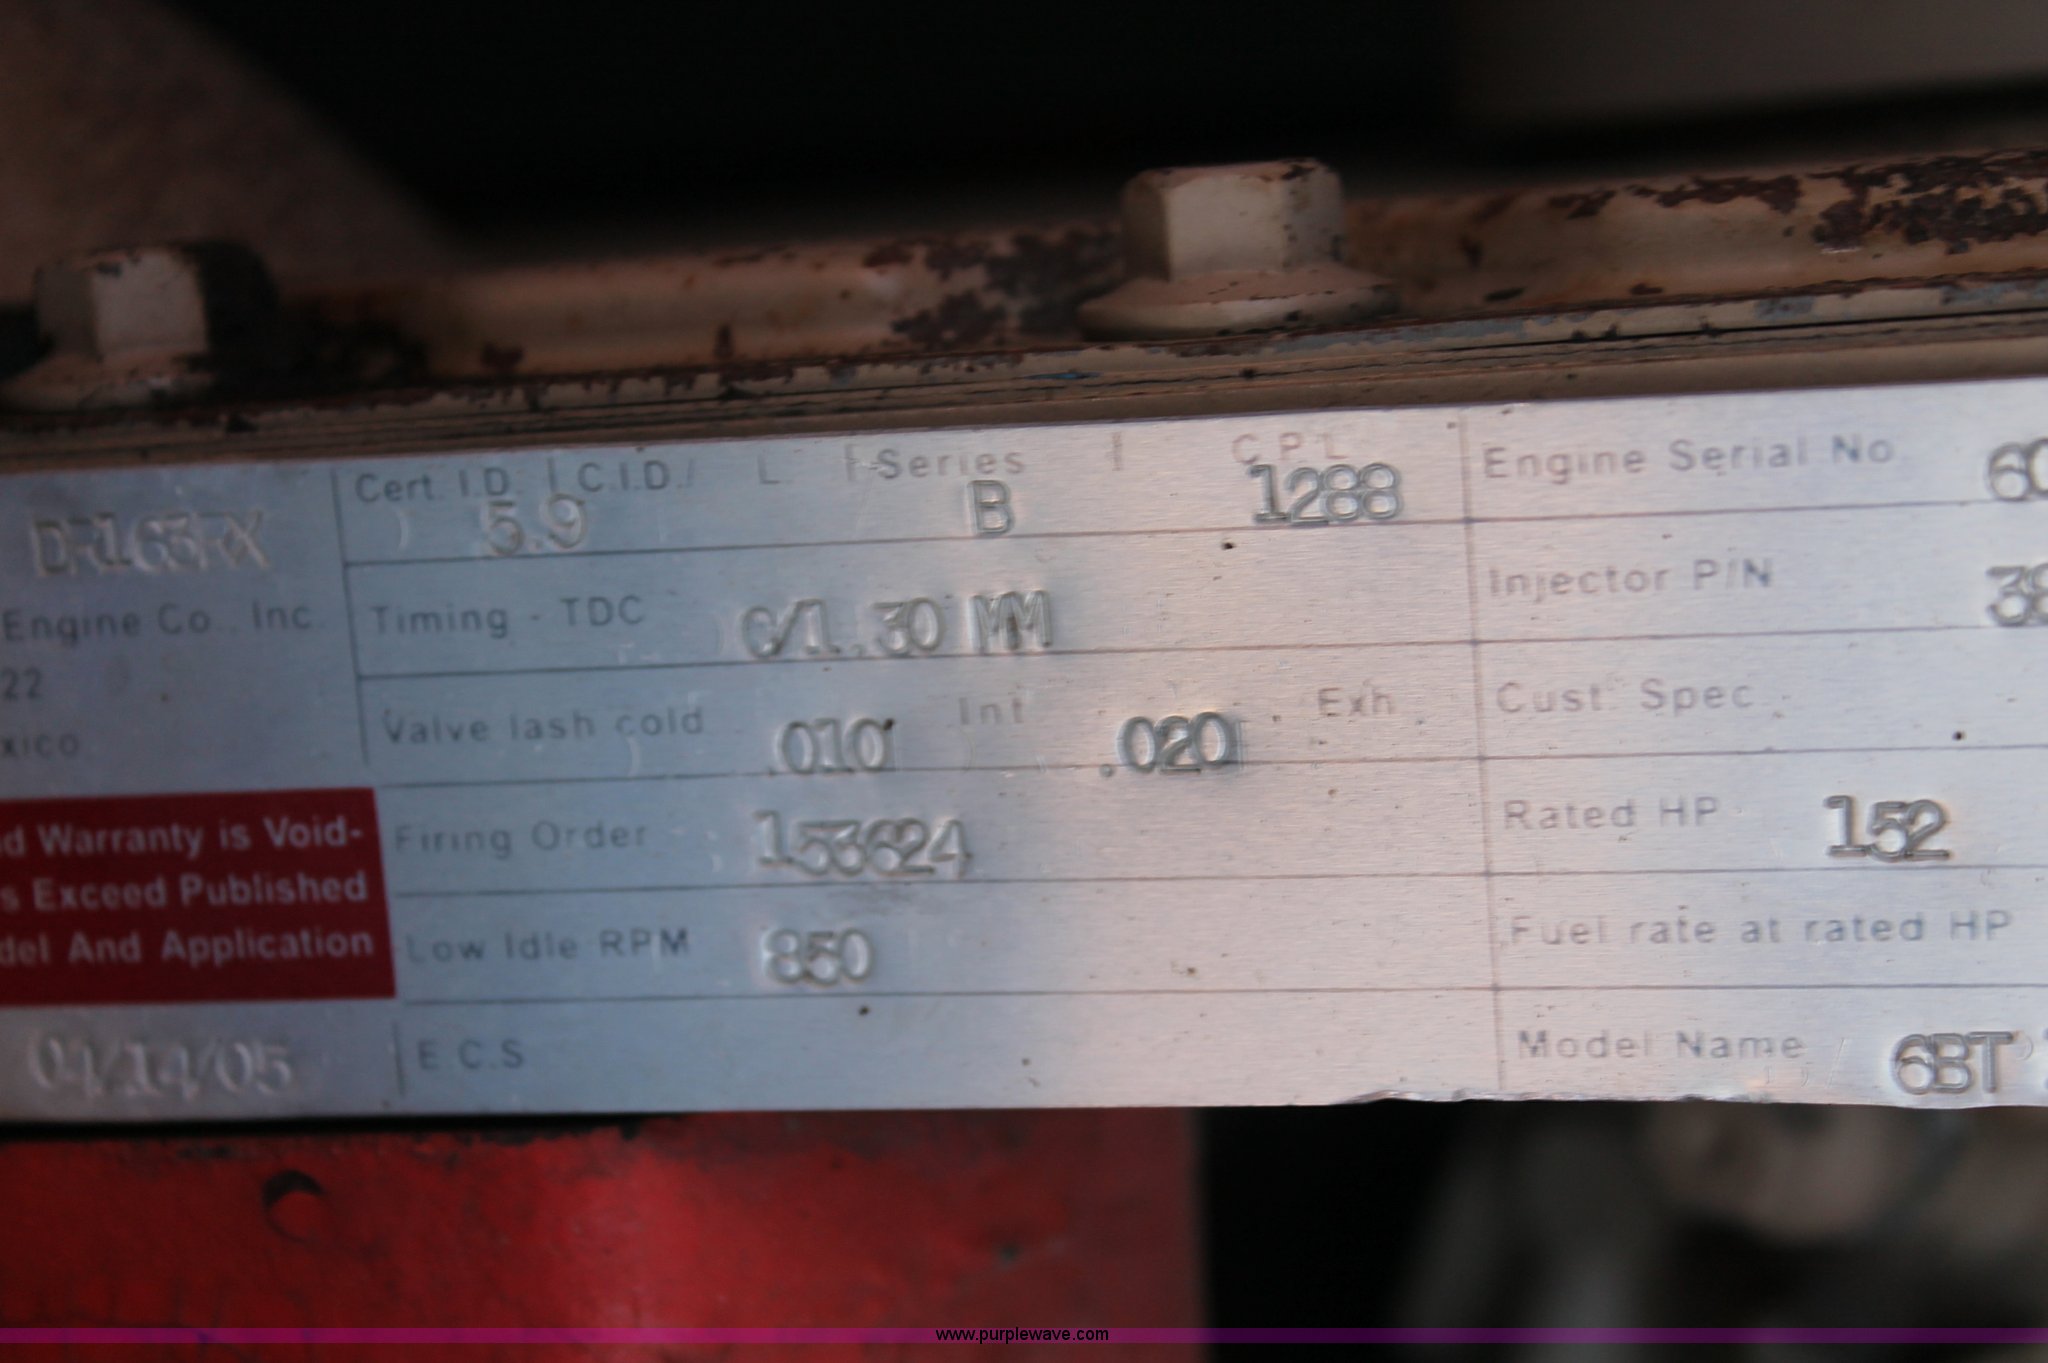 Cert. I.D. C.I.D./ L. Series C.P.L. Engine Serial No. 60
5.9 B 1288
DR163RX
Timing - TDC C/1.30 MM Injector P/N 39
Engine Co., Inc.
22
Valve lash cold .010 Int. .020 Exh. Cust. Spec.
xico
d Warranty is Void- Firing Order 153624 Rated HP 152
s Exceed Published
del And Application Low Idle RPM 850 Fuel rate at rated HP
04/14/05 E.C.S. Model Name 6BT
www.purplewave.com